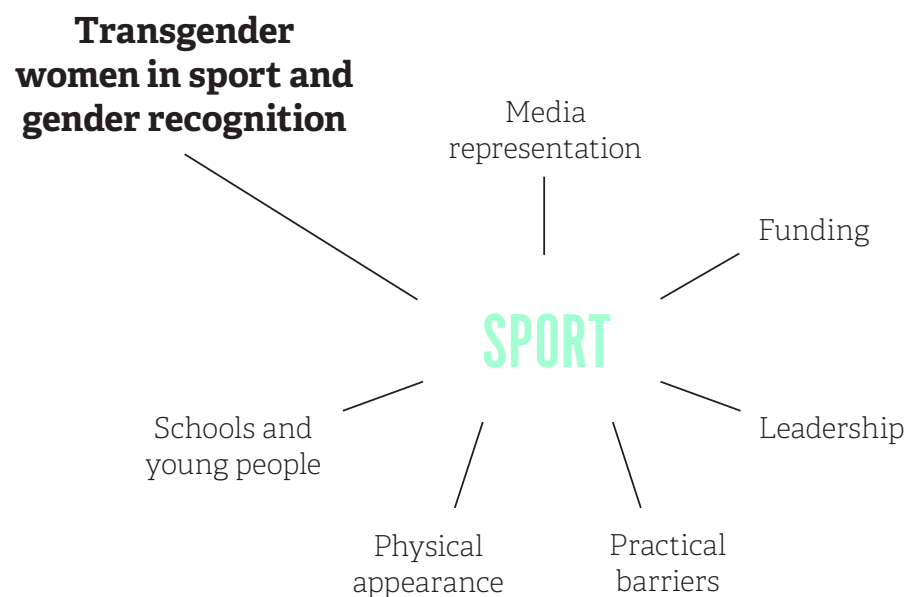 Transgender
women in sport and
gender recognition
Media
representation
Funding
SPORT
Schools and
young people
Leadership
Physical
appearance
Practical
barriers